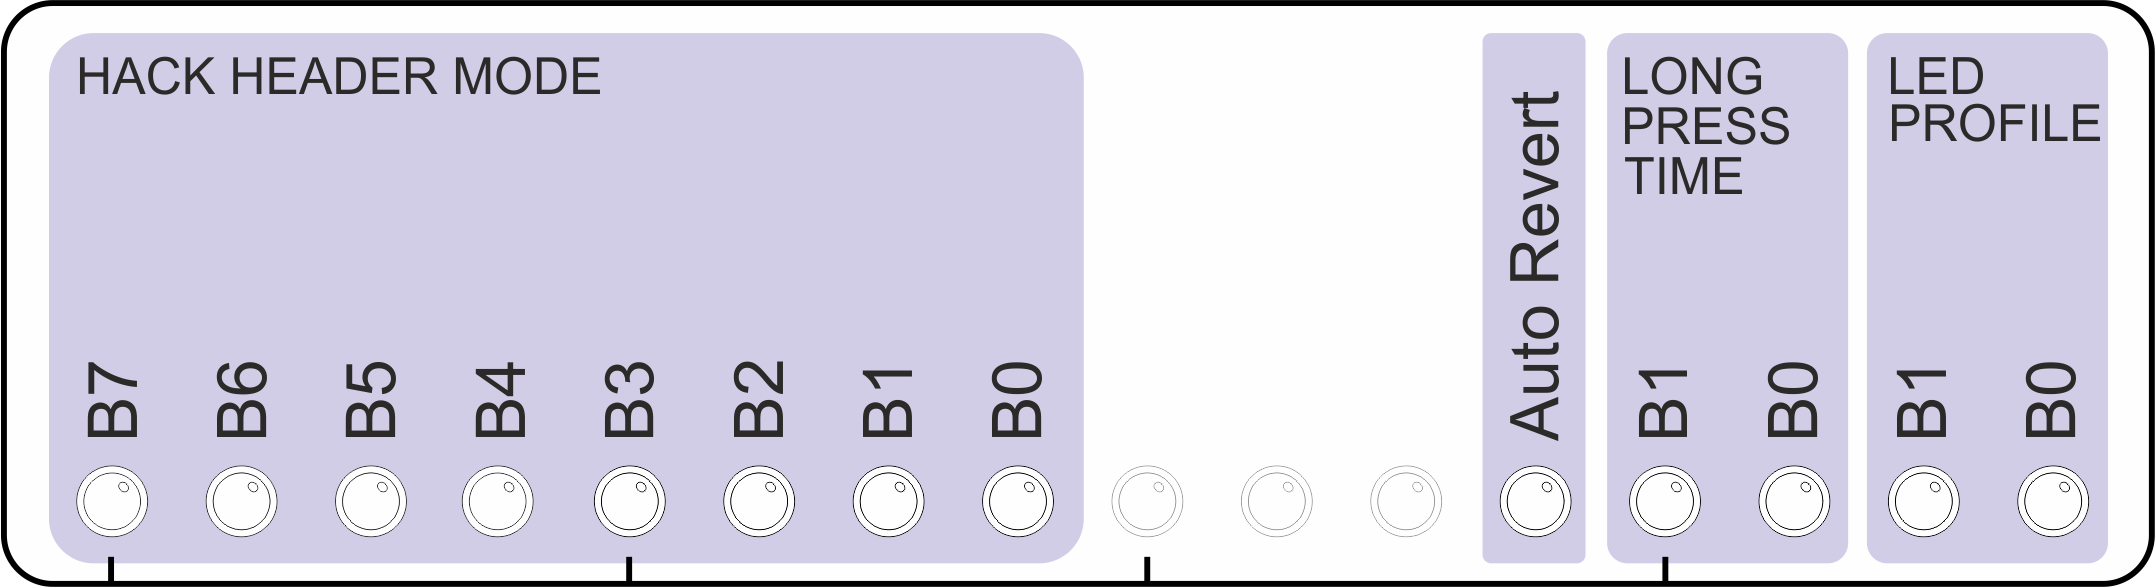 HACK HEADER MODE
B7
B6
B5
B4
B3
B2
B1
B0
Auto Revert
LONG
PRESS
TIME
B1
B0
LED
PROFILE
B1
B0